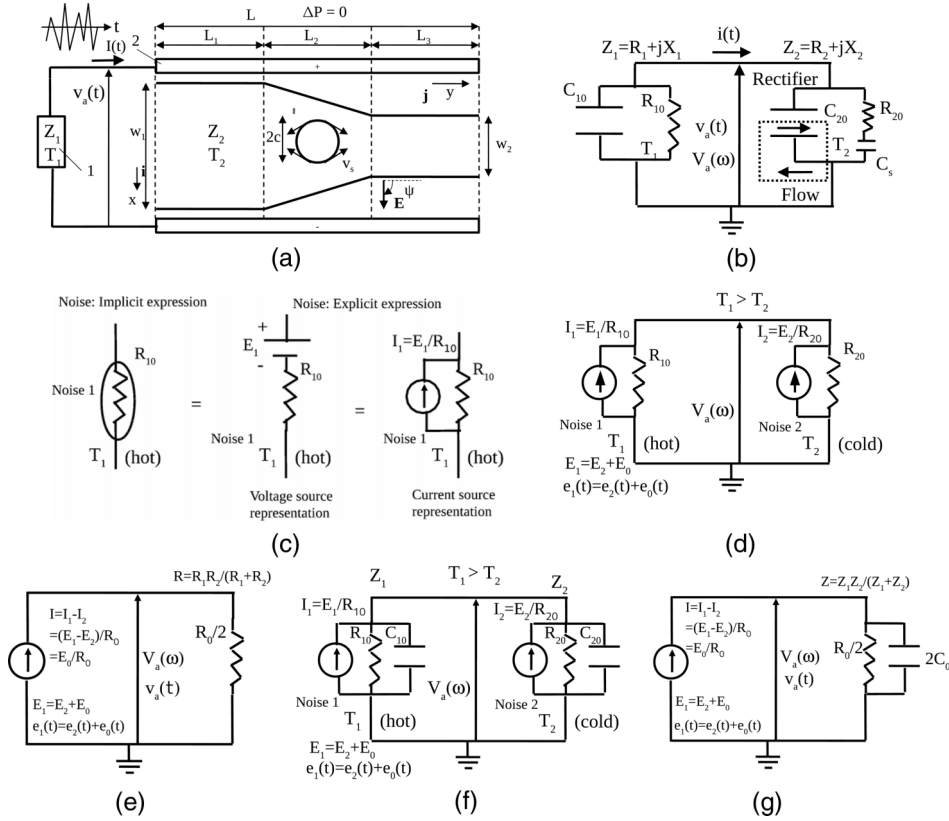 L ΔP = 0
t
I(t) 2
L₁ L₂ L₃
+
vₐ(t)
j y
Z₁
T₁
1
w₁
Z₂
T₂
2c
vₛ
w₂
i
x
E ψ
-
(a)
i(t)
Z₁=R₁+jX₁ Z₂=R₂+jX₂
Rectifier
C₁₀ R₁₀
C₂₀ R₂₀
vₐ(t)
Vₐ(ω)
T₁
T₂
Cₛ
Flow
(b)
Noise: Implicit expression Noise: Explicit expression
R₁₀
Noise 1
T₁ (hot)
=
+
E₁
-
R₁₀
Noise 1
T₁ (hot)
Voltage source
representation
=
I₁=E₁/R₁₀
R₁₀
Noise 1
T₁ (hot)
Current source
representation
(c)
T₁ > T₂
I₁=E₁/R₁₀ I₂=E₂/R₂₀
R₁₀ R₂₀
Vₐ(ω)
Noise 1 Noise 2
T₁ (hot) T₂ (cold)
E₁=E₂+E₀
e₁(t)=e₂(t)+e₀(t)
(d)
R=R₁R₂/(R₁+R₂)
I=I₁-I₂
=(E₁-E₂)/R₀
=E₀/R₀
R₀/2
Vₐ(ω)
vₐ(t)
E₁=E₂+E₀
e₁(t)=e₂(t)+e₀(t)
(e)
Z₁ T₁ > T₂ Z₂
I₁=E₁/R₁₀ I₂=E₂/R₂₀
R₁₀ C₁₀ R₂₀ C₂₀
Vₐ(ω)
Noise 1 Noise 2
T₁ (hot) T₂ (cold)
E₁=E₂+E₀
e₁(t)=e₂(t)+e₀(t)
(f)
Z=Z₁Z₂/(Z₁+Z₂)
I=I₁-I₂
=(E₁-E₂)/R₀
=E₀/R₀
R₀/2 2C₀
Vₐ(ω)
vₐ(t)
E₁=E₂+E₀
e₁(t)=e₂(t)+e₀(t)
(g)